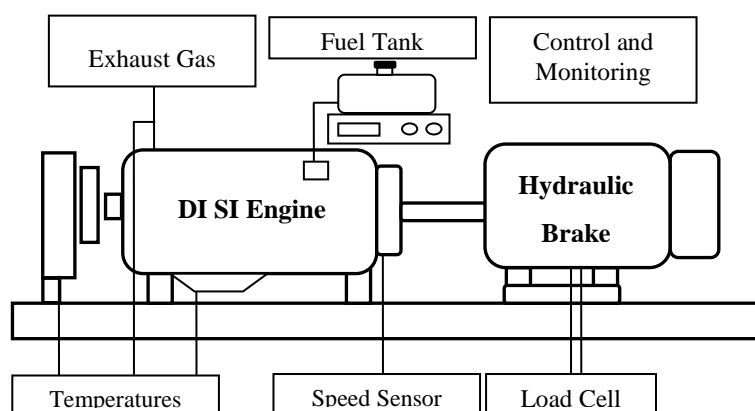 Exhaust Gas
Fuel Tank
Control and
Monitoring
DI SI Engine
Hydraulic
Brake
Temperatures
Speed Sensor
Load Cell